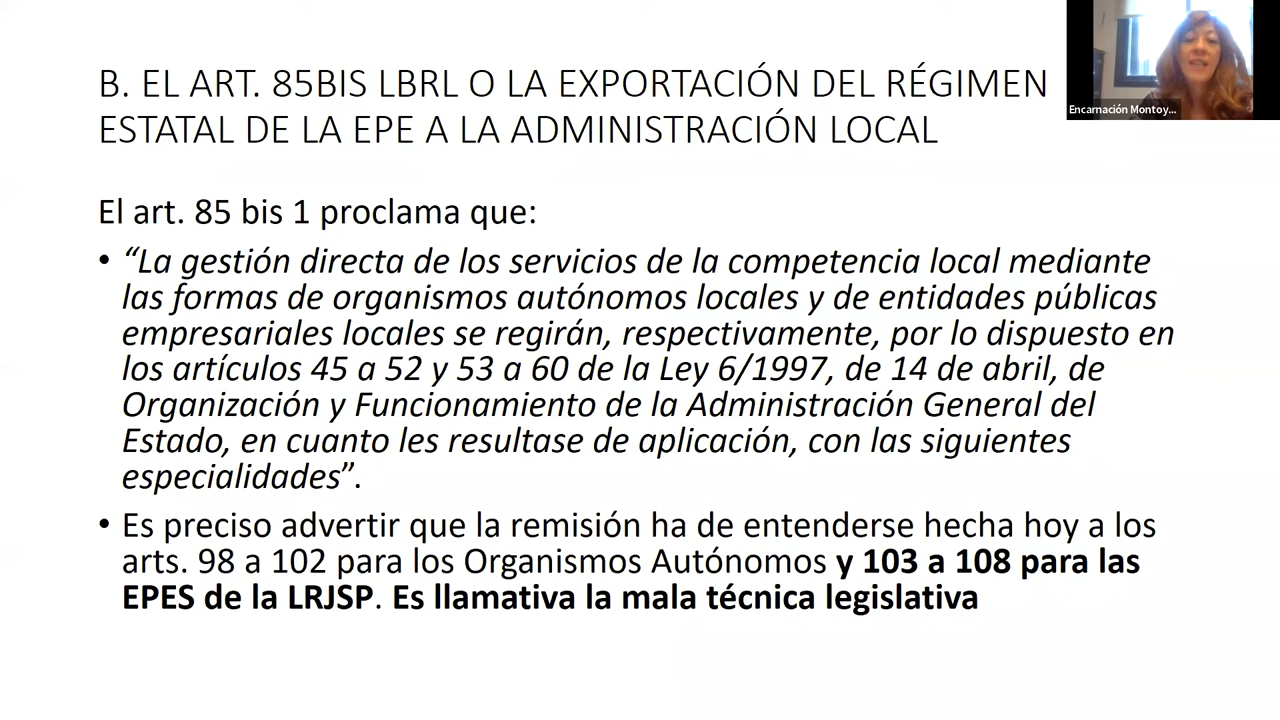 B. EL ART. 85BIS LBRL O LA EXPORTACIÓN DEL RÉGIMEN
ESTATAL DE LA EPE A LA ADMINISTRACIÓN LOCAL
Encarnación Montoy...
El art. 85 bis 1 proclama que:
• “La gestión directa de los servicios de la competencia local mediante
las formas de organismos autónomos locales y de entidades públicas
empresariales locales se regirán, respectivamente, por lo dispuesto en
los artículos 45 a 52 y 53 a 60 de la Ley 6/1997, de 14 de abril, de
Organización y Funcionamiento de la Administración General del
Estado, en cuanto les resultase de aplicación, con las siguientes
especialidades”.
• Es preciso advertir que la remisión ha de entenderse hecha hoy a los
arts. 98 a 102 para los Organismos Autónomos y 103 a 108 para las
EPES de la LRJSP. Es llamativa la mala técnica legislativa